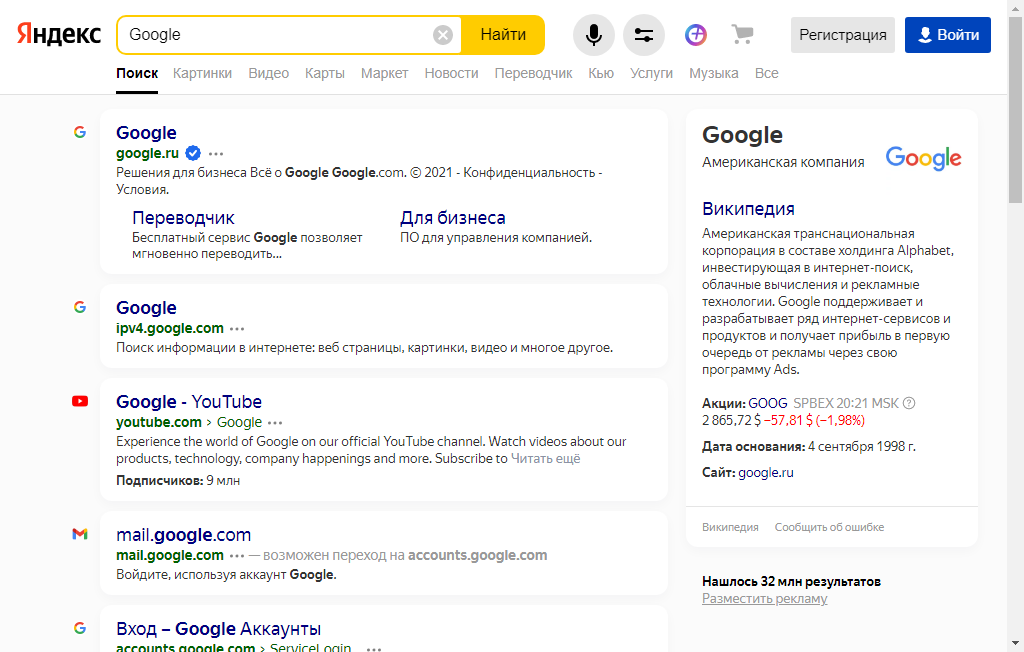 Яндекс
Google
Найти
Регистрация
Войти
Поиск Картинки Видео Карты Маркет Новости Переводчик Кью Услуги Музыка Все
Google
google.ru
Решения для бизнеса Всё о Google Google.com. © 2021 - Конфиденциальность -
Условия.
Переводчик
Бесплатный сервис Google позволяет
мгновенно переводить...
Для бизнеса
ПО для управления компанией.
Google
ipv4.google.com
Поиск информации в интернете: веб страницы, картинки, видео и многое другое.
Google - YouTube
youtube.com › Google
Experience the world of Google on our official YouTube channel. Watch videos about our
products, technology, company happenings and more. Subscribe to Читать ещё
Подписчиков: 9 млн
mail.google.com
mail.google.com — возможен переход на accounts.google.com
Войдите, используя аккаунт Google.
Вход – Google Аккаунты
accounts.google.com › ServiceLogin
Google
Американская компания
Google
Википедия
Американская транснациональная
корпорация в составе холдинга Alphabet,
инвестирующая в интернет-поиск,
облачные вычисления и рекламные
технологии. Google поддерживает и
разрабатывает ряд интернет-сервисов и
продуктов и получает прибыль в первую
очередь от рекламы через свою
программу Ads.
Акции: GOOG SPBEX 20:21 MSK
2 865,72 $ −57,81 $ (−1,98%)
Дата основания: 4 сентября 1998 г.
Сайт: google.ru
Википедия Сообщить об ошибке
Нашлось 32 млн результатов
Разместить рекламу